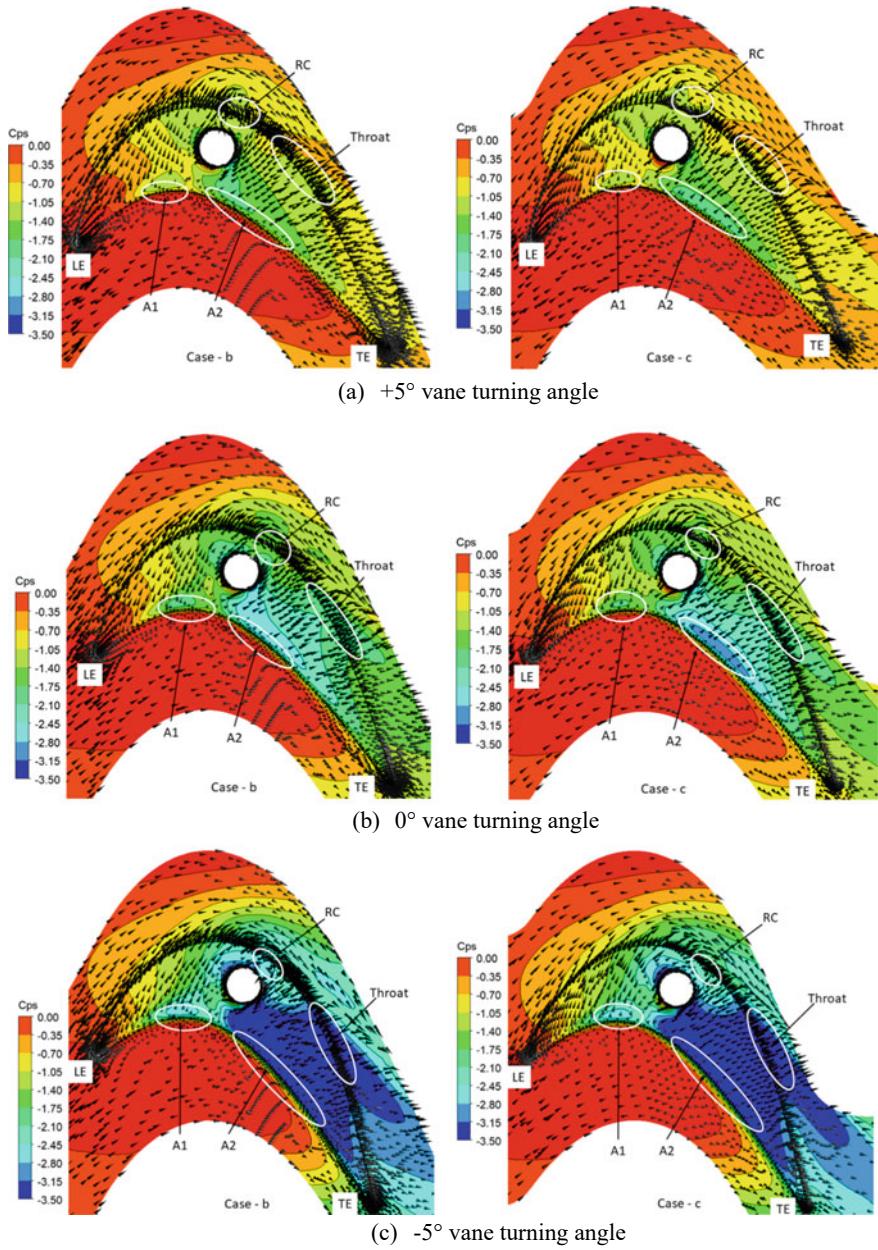 RC
Throat
Cps
0.00
-0.35
-0.70
-1.05
-1.40
-1.75
-2.10
-2.45
-2.80
-3.15
-3.50
LE
A1
A2
TE
Case - b
RC
Throat
Cps
0.00
-0.35
-0.70
-1.05
-1.40
-1.75
-2.10
-2.45
-2.80
-3.15
-3.50
LE
A1
A2
TE
Case - c
(a) +5° vane turning angle
RC
Throat
Cps
0.00
-0.35
-0.70
-1.05
-1.40
-1.75
-2.10
-2.45
-2.80
-3.15
-3.50
LE
A1
A2
TE
Case - b
RC
Throat
Cps
0.00
-0.35
-0.70
-1.05
-1.40
-1.75
-2.10
-2.45
-2.80
-3.15
-3.50
LE
A1
A2
TE
Case - c
(b) 0° vane turning angle
RC
Throat
Cps
0.00
-0.35
-0.70
-1.05
-1.40
-1.75
-2.10
-2.45
-2.80
-3.15
-3.50
LE
A1
A2
TE
Case - b
RC
Throat
Cps
0.00
-0.35
-0.70
-1.05
-1.40
-1.75
-2.10
-2.45
-2.80
-3.15
-3.50
LE
A1
A2
TE
Case - c
(c) -5° vane turning angle